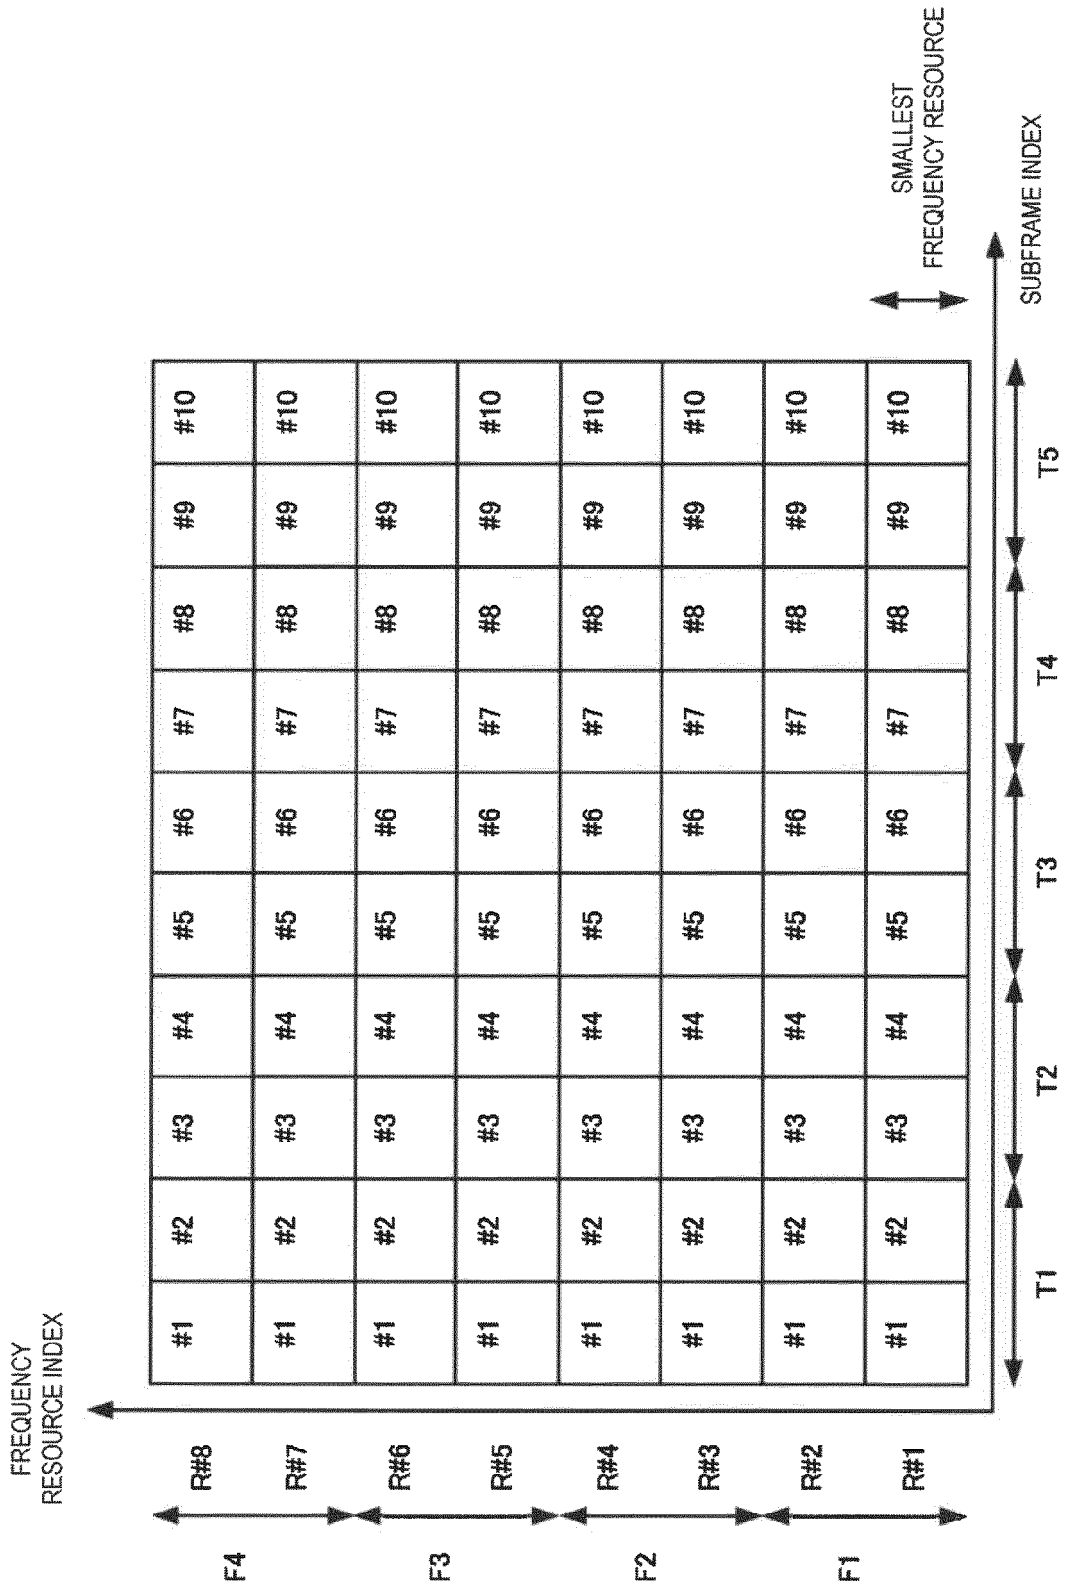 FREQUENCY
RESOURCE INDEX
F4
R#8 #1 #2 #3 #4 #5 #6 #7 #8 #9 #10
R#7 #1 #2 #3 #4 #5 #6 #7 #8 #9 #10
F3
R#6 #1 #2 #3 #4 #5 #6 #7 #8 #9 #10
R#5 #1 #2 #3 #4 #5 #6 #7 #8 #9 #10
F2
R#4 #1 #2 #3 #4 #5 #6 #7 #8 #9 #10
R#3 #1 #2 #3 #4 #5 #6 #7 #8 #9 #10
F1
R#2 #1 #2 #3 #4 #5 #6 #7 #8 #9 #10
R#1 #1 #2 #3 #4 #5 #6 #7 #8 #9 #10
SMALLEST
FREQUENCY RESOURCE
SUBFRAME INDEX
T1 T2 T3 T4 T5